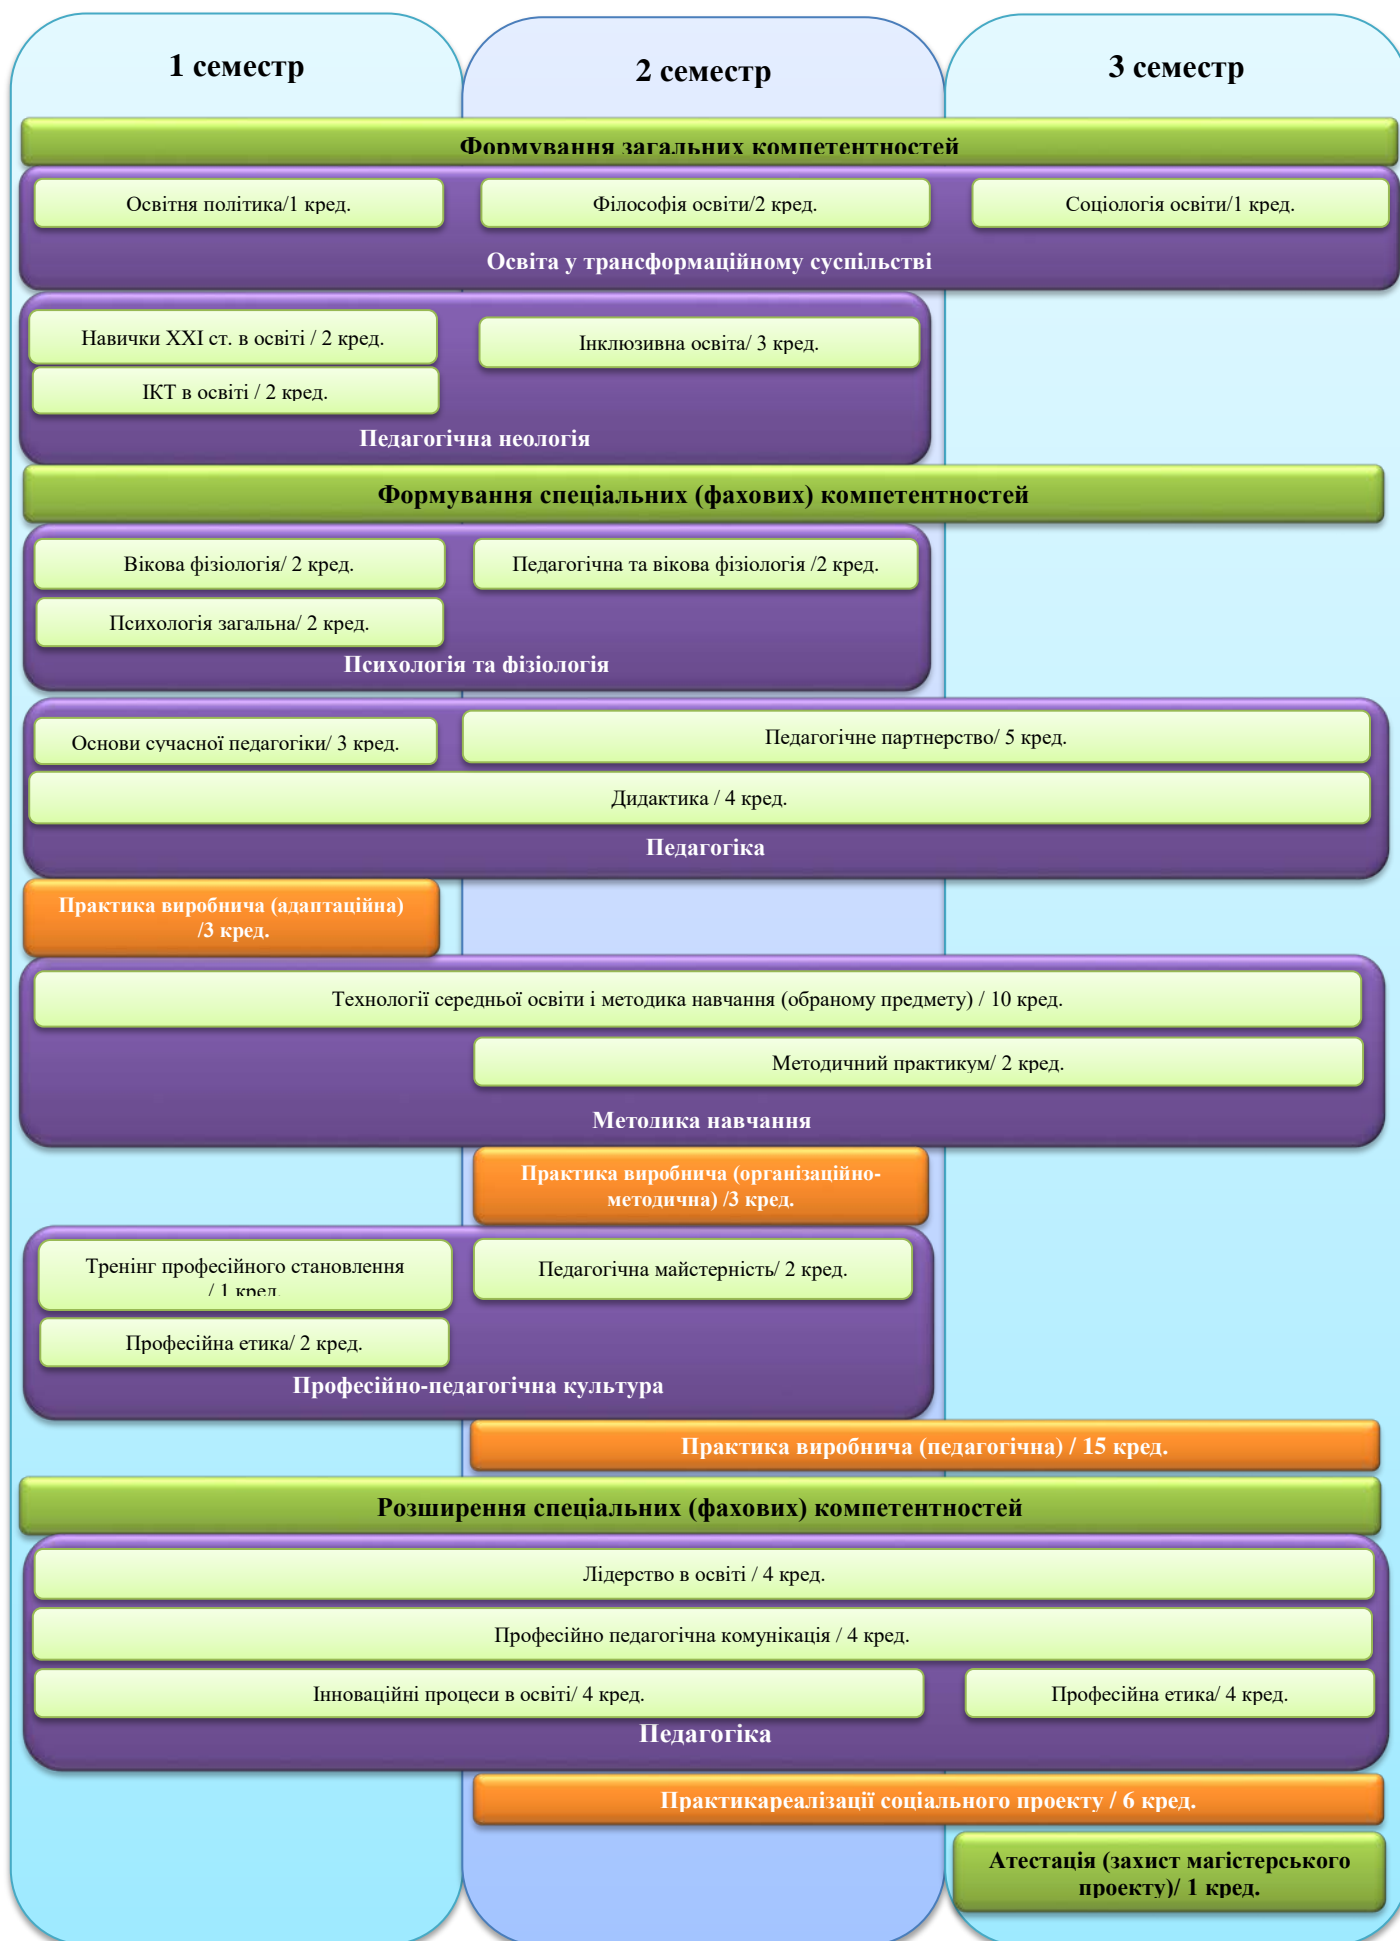 1 семестр
2 семестр
3 семестр
Формування загальних компетентностей
Освітня політика/1 кред.
Філософія освіти/2 кред.
Соціологія освіти/1 кред.
Освіта у трансформаційному суспільстві
Навички ХХІ ст. в освіті / 2 кред.
Інклюзивна освіта/ 3 кред.
ІКТ в освіті / 2 кред.
Педагогічна неологія
Формування спеціальних (фахових) компетентностей
Вікова фізіологія/ 2 кред.
Педагогічна та вікова фізіологія /2 кред.
Психологія загальна/ 2 кред.
Психологія та фізіологія
Основи сучасної педагогіки/ 3 кред.
Педагогічне партнерство/ 5 кред.
Дидактика / 4 кред.
Педагогіка
Практика виробнича (адаптаційна)
/3 кред.
Технології середньої освіти і методика навчання (обраному предмету) / 10 кред.
Методичний практикум/ 2 кред.
Методика навчання
Практика виробнича (організаційно-
методична) /3 кред.
Тренінг професійного становлення
/ 1 кред.
Педагогічна майстерність/ 2 кред.
Професійна етика/ 2 кред.
Професійно-педагогічна культура
Практика виробнича (педагогічна) / 15 кред.
Розширення спеціальних (фахових) компетентностей
Лідерство в освіті / 4 кред.
Професійно педагогічна комунікація / 4 кред.
Інноваційні процеси в освіті/ 4 кред.
Професійна етика/ 4 кред.
Педагогіка
Практикареалізації соціального проекту / 6 кред.
Атестація (захист магістерського
проекту)/ 1 кред.